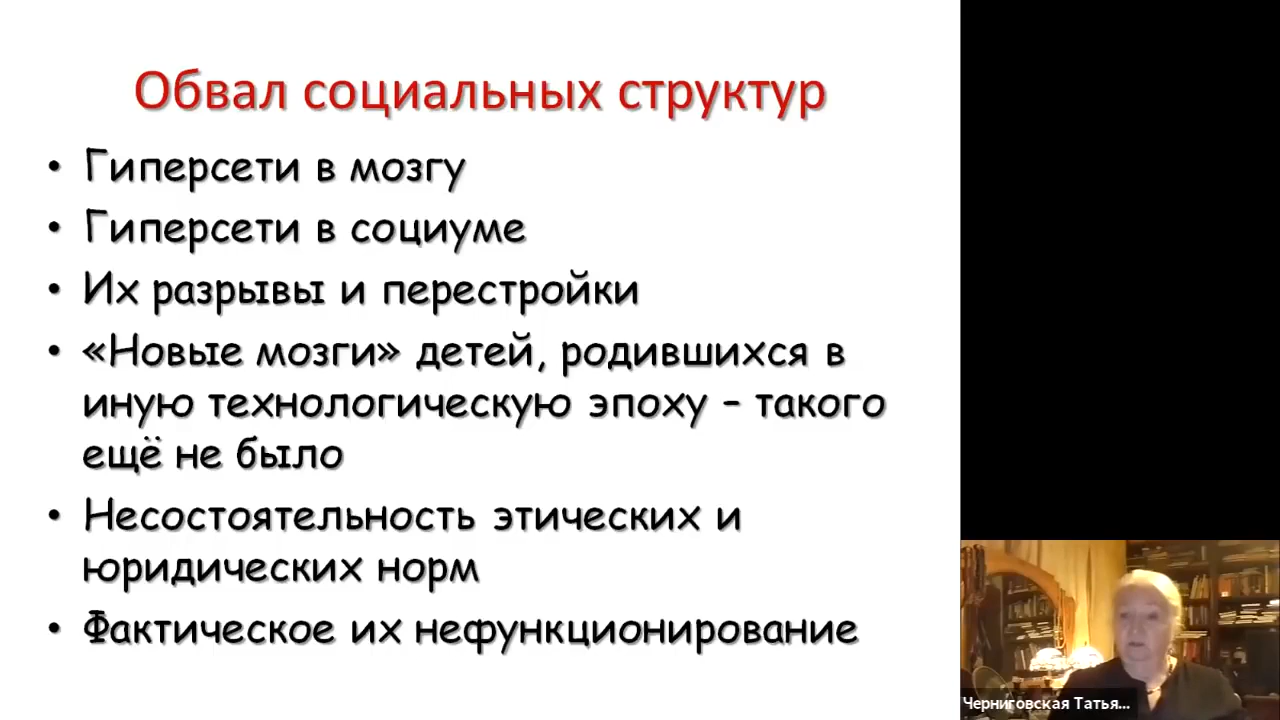 Обвал социальных структур
• Гиперсети в мозгу
• Гиперсети в социуме
• Их разрывы и перестройки
• «Новые мозги» детей, родившихся в
иную технологическую эпоху – такого
ещё не было
• Несостоятельность этических и
юридических норм
• Фактическое их нефункционирование
Черниговская Татья...